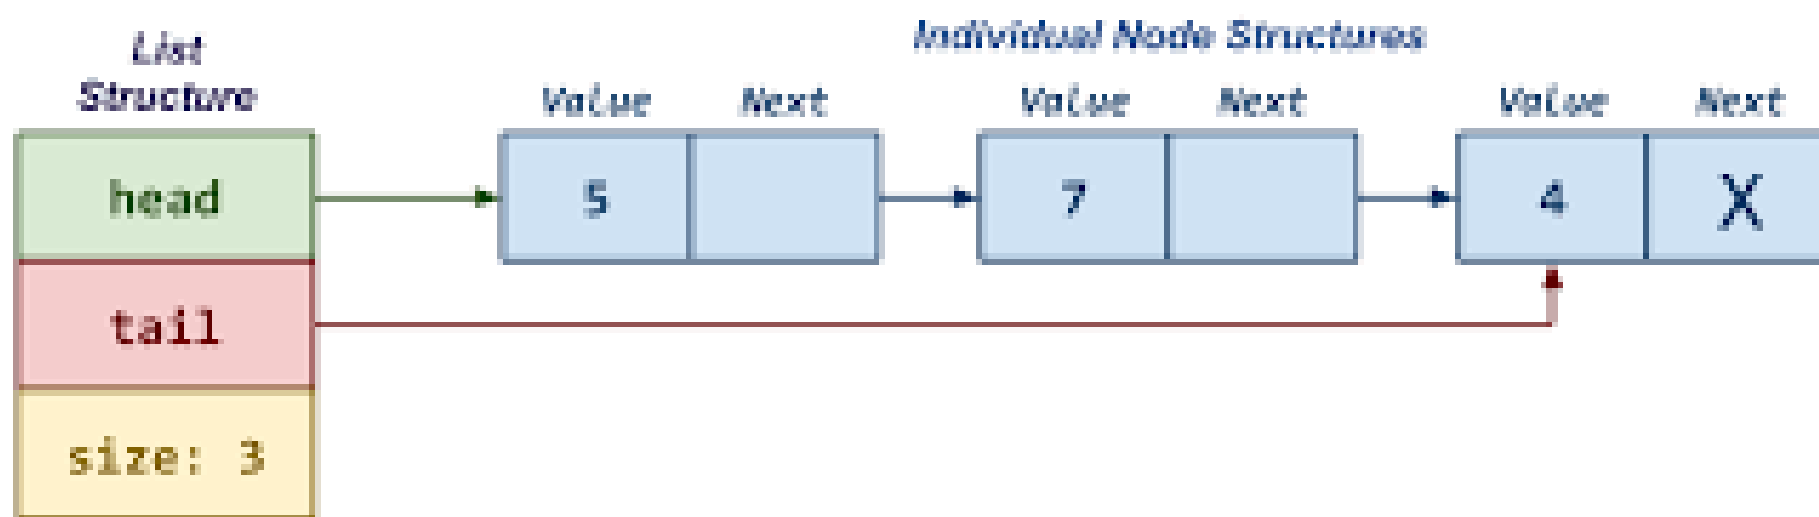 List
Structure
Individual Node Structures
Value Next Value Next Value Next
head 5 7 4 X
tail
size: 3